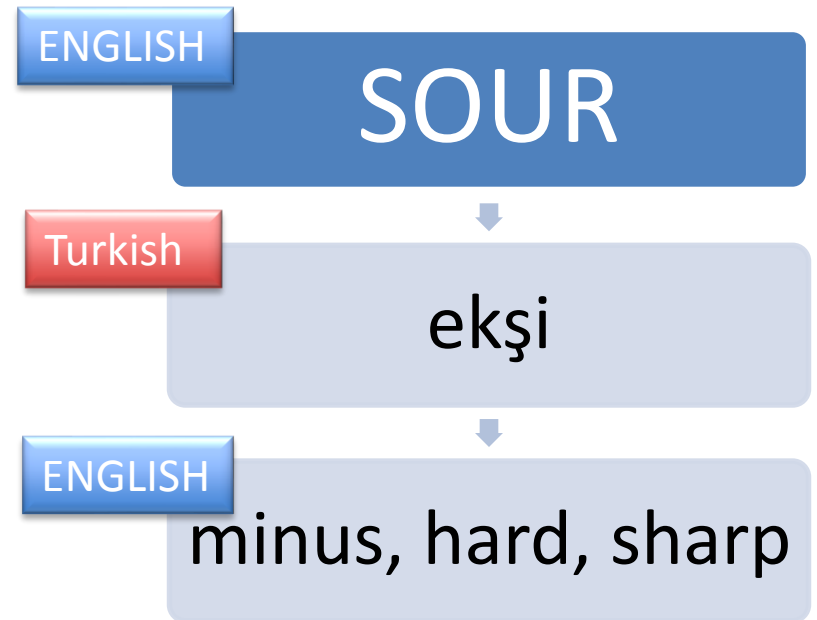 ENGLISH
SOUR
Turkish
ekşi
ENGLISH
minus, hard, sharp